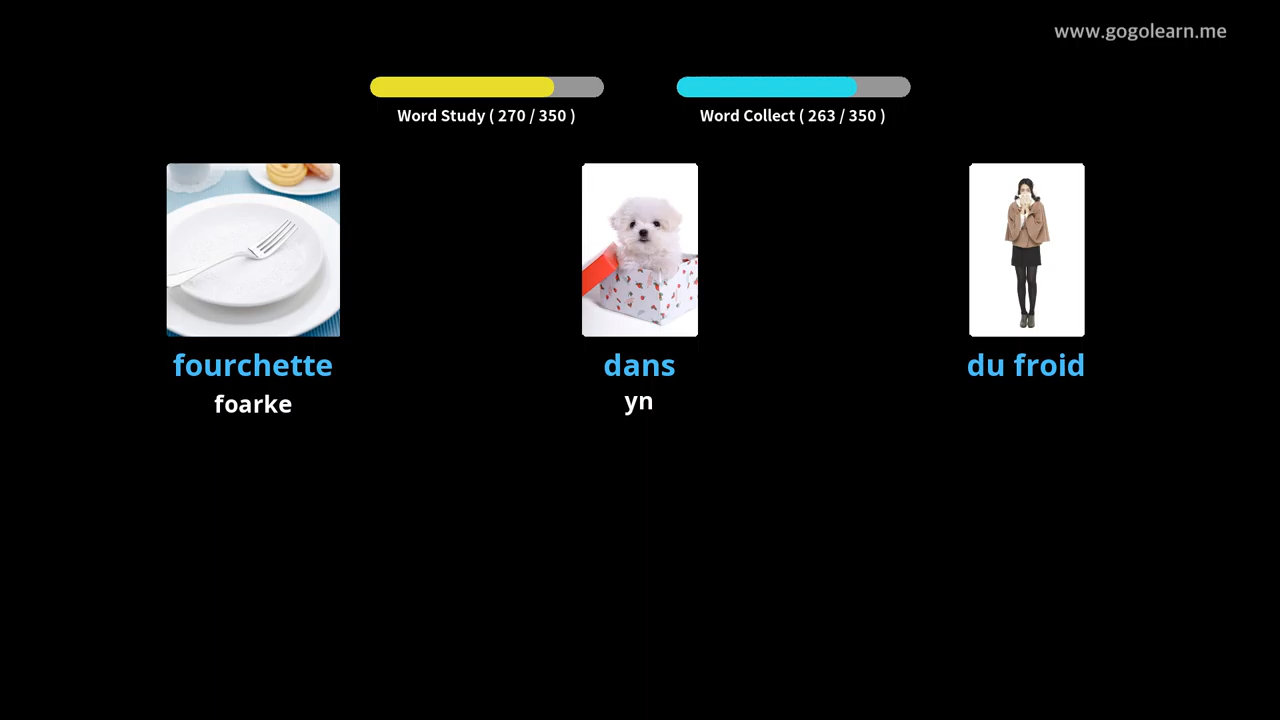 www.gogolearn.me
Word Study ( 270 / 350 )
Word Collect ( 263 / 350 )
fourchette
foarke
dans
yn
du froid